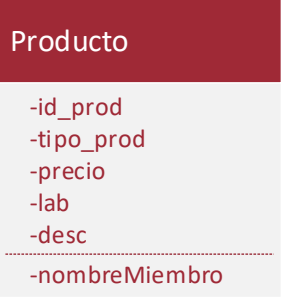 Producto
-id_prod
-tipo_prod
-precio
-lab
-desc
-nombreMiembro